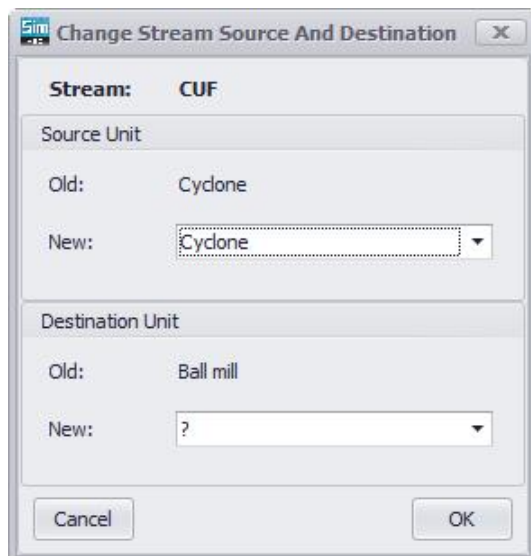 Sim
Change Stream Source And Destination
Stream: CUF
Source Unit
Old: Cyclone
New: Cyclone
Destination Unit
Old: Ball mill
New: ?
Cancel OK